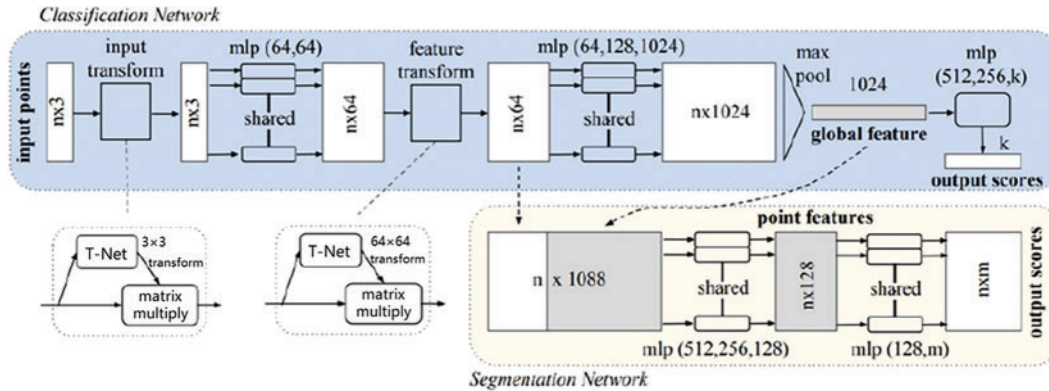 Classification Network
input points
nx3
input
transform
nx3
mlp (64,64)
shared
nx64
feature
transform
nx64
mlp (64,128,1024)
shared
nx1024
max
pool
1024
global feature
mlp
(512,256,k)
k
output scores
T-Net
3×3
transform
matrix
multiply
T-Net
64×64
transform
matrix
multiply
point features
n x 1088
shared
mlp (512,256,128)
nx128
shared
mlp (128,m)
nxm
output scores
Segmentation Network